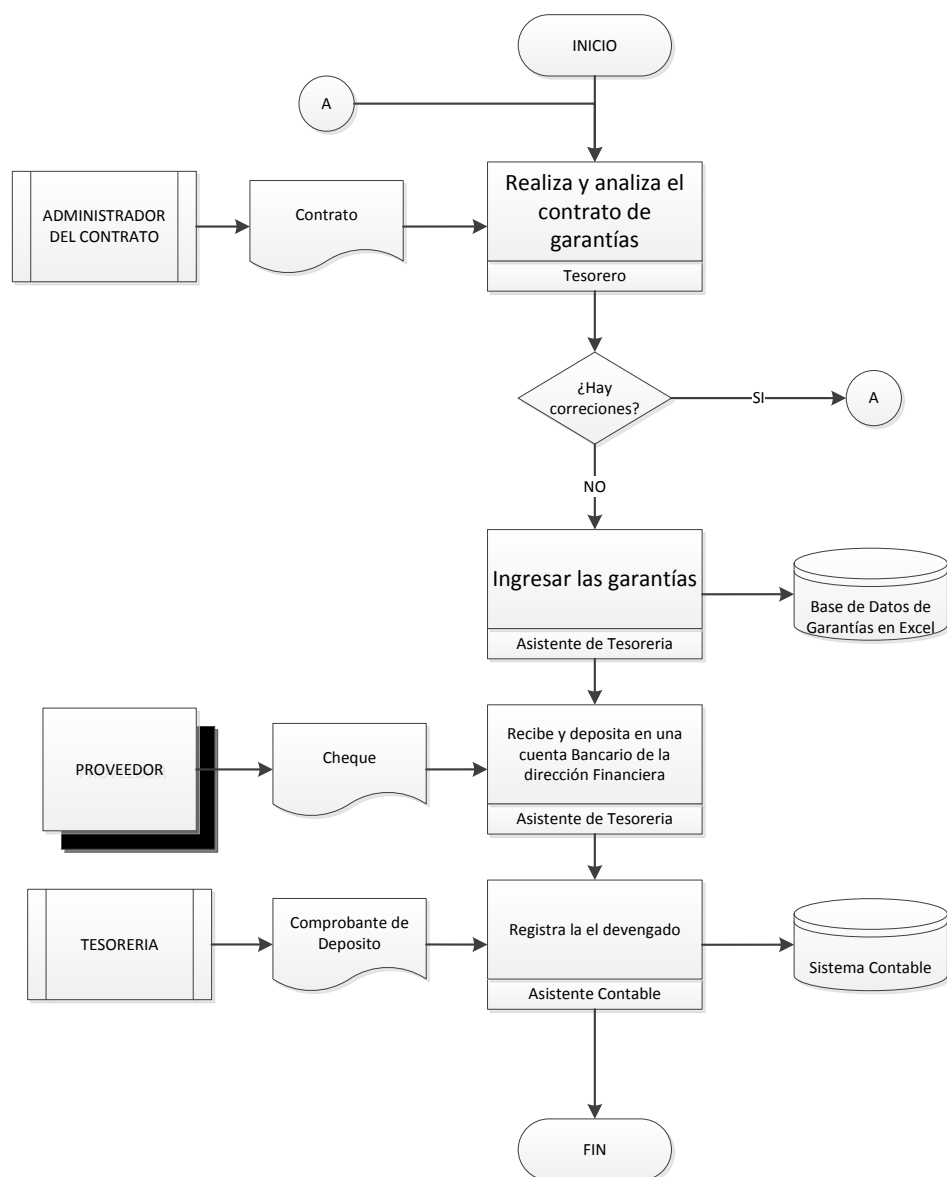 INICIO
A
Realiza y analiza el
contrato de
garantías
Tesorero
ADMINISTRADOR
DEL CONTRATO
Contrato
¿Hay
correciones?
SI
A
NO
Ingresar las garantías
Asistente de Tesoreria
Base de Datos de
Garantías en Excel
PROVEEDOR
Cheque
Recibe y deposita en una
cuenta Bancario de la
dirección Financiera
Asistente de Tesoreria
TESORERIA
Comprobante de
Deposito
Registra la el devengado
Asistente Contable
Sistema Contable
FIN